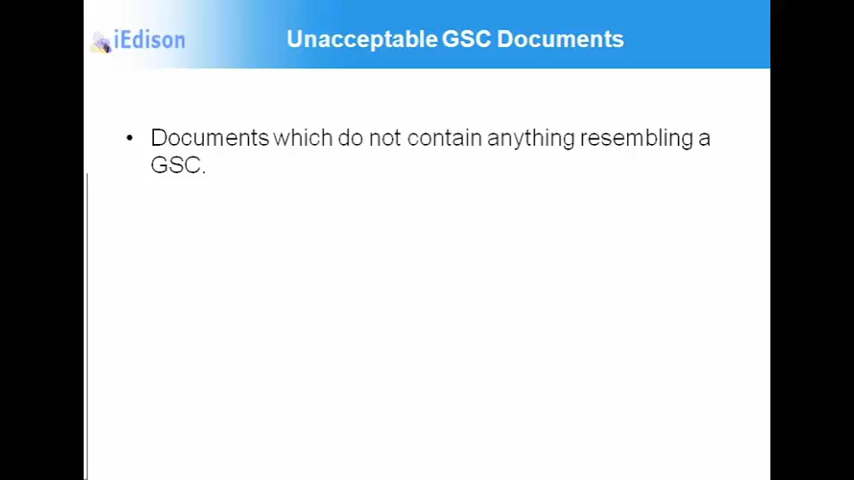 iEdison
Unacceptable GSC Documents
• Documents which do not contain anything resembling a
GSC.